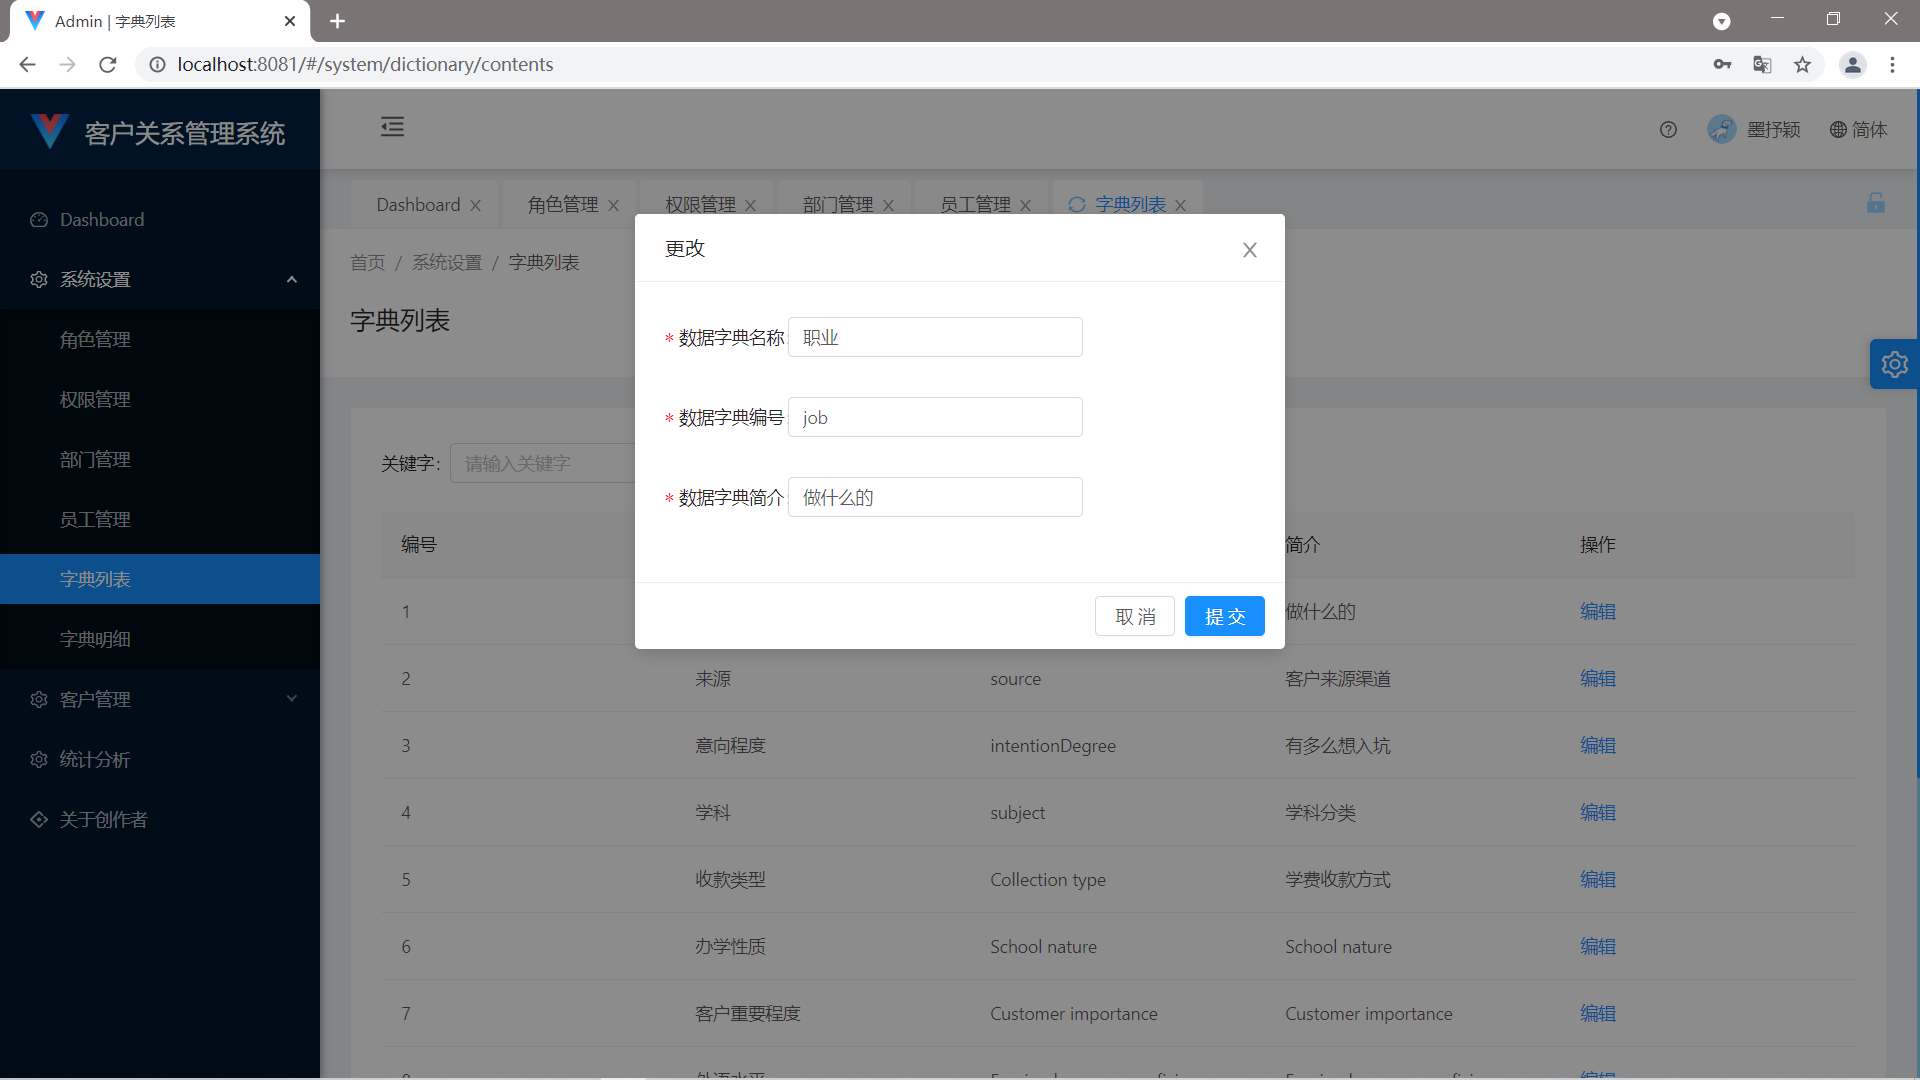 Admin | 字典列表
localhost:8081/#/system/dictionary/contents
客户关系管理系统
墨抒颖
简体
Dashboard
角色管理
权限管理
部门管理
员工管理
字典列表
Dashboard
系统设置
角色管理
权限管理
部门管理
员工管理
字典列表
字典明细
客户管理
统计分析
关于创作者
首页 / 系统设置 / 字典列表
字典列表
更改
* 数据字典名称: 职业
* 数据字典编号: job
* 数据字典简介: 做什么的
取消 提交
关键字: 请输入关键字
编号 简介 操作
1 做什么的 编辑
2 来源 source 客户来源渠道 编辑
3 意向程度 intentionDegree 有多么想入坑 编辑
4 学科 subject 学科分类 编辑
5 收款类型 Collection type 学费收款方式 编辑
6 办学性质 School nature School nature 编辑
7 客户重要程度 Customer importance Customer importance 编辑